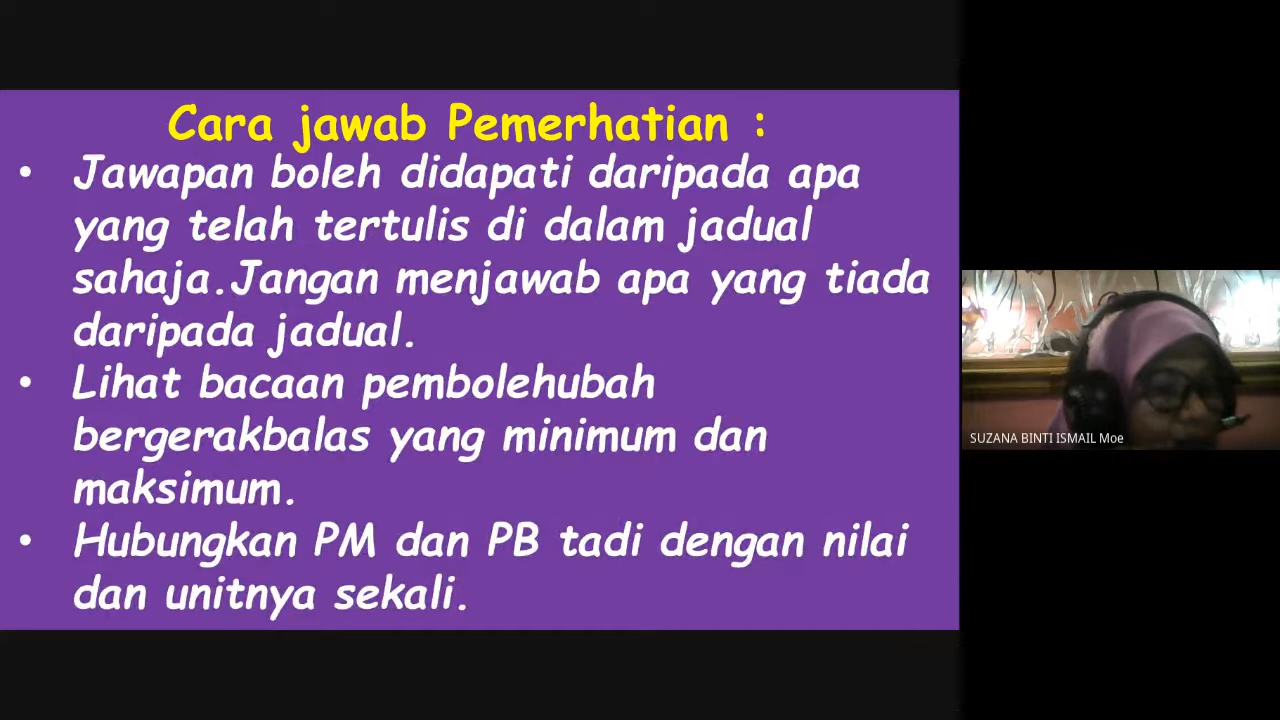 Cara jawab Pemerhatian :
• Jawapan boleh didapati daripada apa
yang telah tertulis di dalam jadual
sahaja.Jangan menjawab apa yang tiada
daripada jadual.
• Lihat bacaan pembolehubah
bergerakbalas yang minimum dan
maksimum.
• Hubungkan PM dan PB tadi dengan nilai
dan unitnya sekali.
SUZANA BINTI ISMAIL Moe